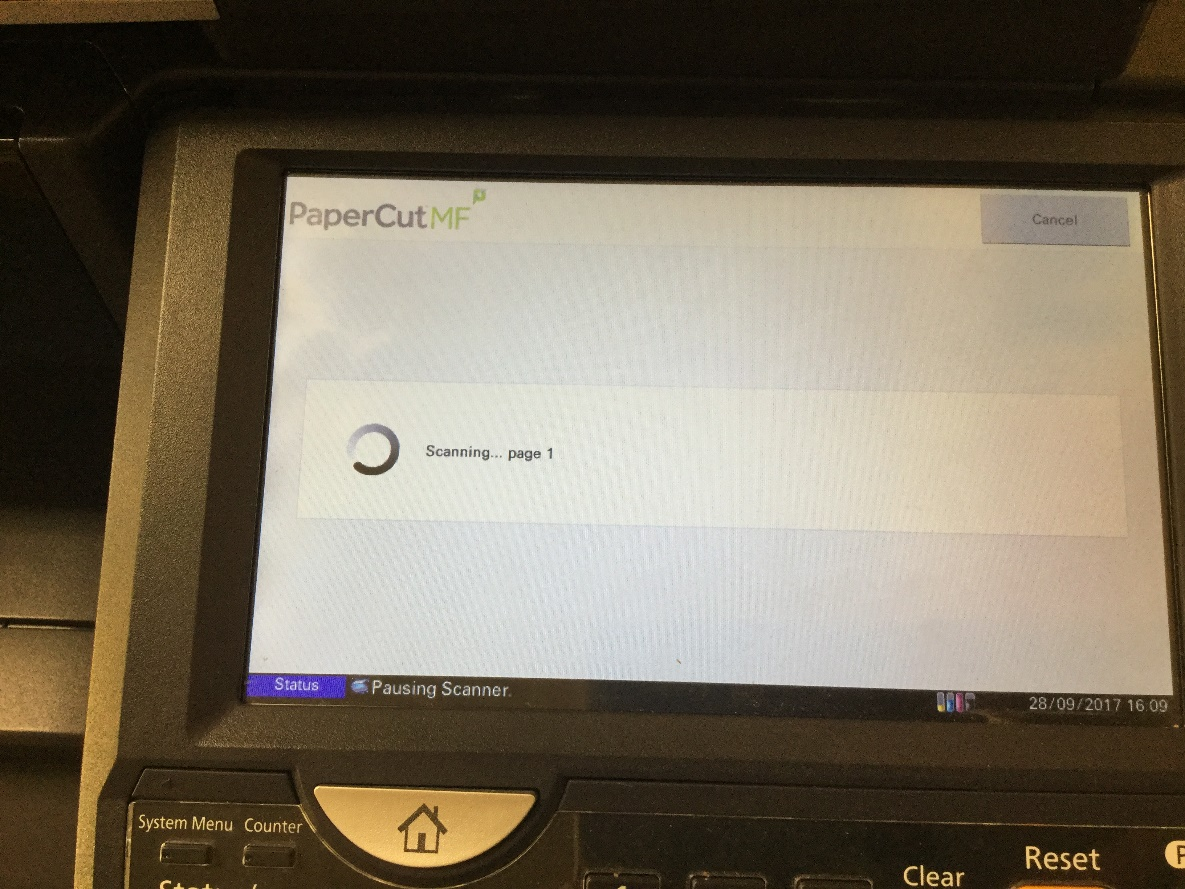 PaperCut MF
Cancel
Scanning... page 1
Status
Pausing Scanner.
28/09/2017 16:09
System Menu
Counter
Reset
Clear